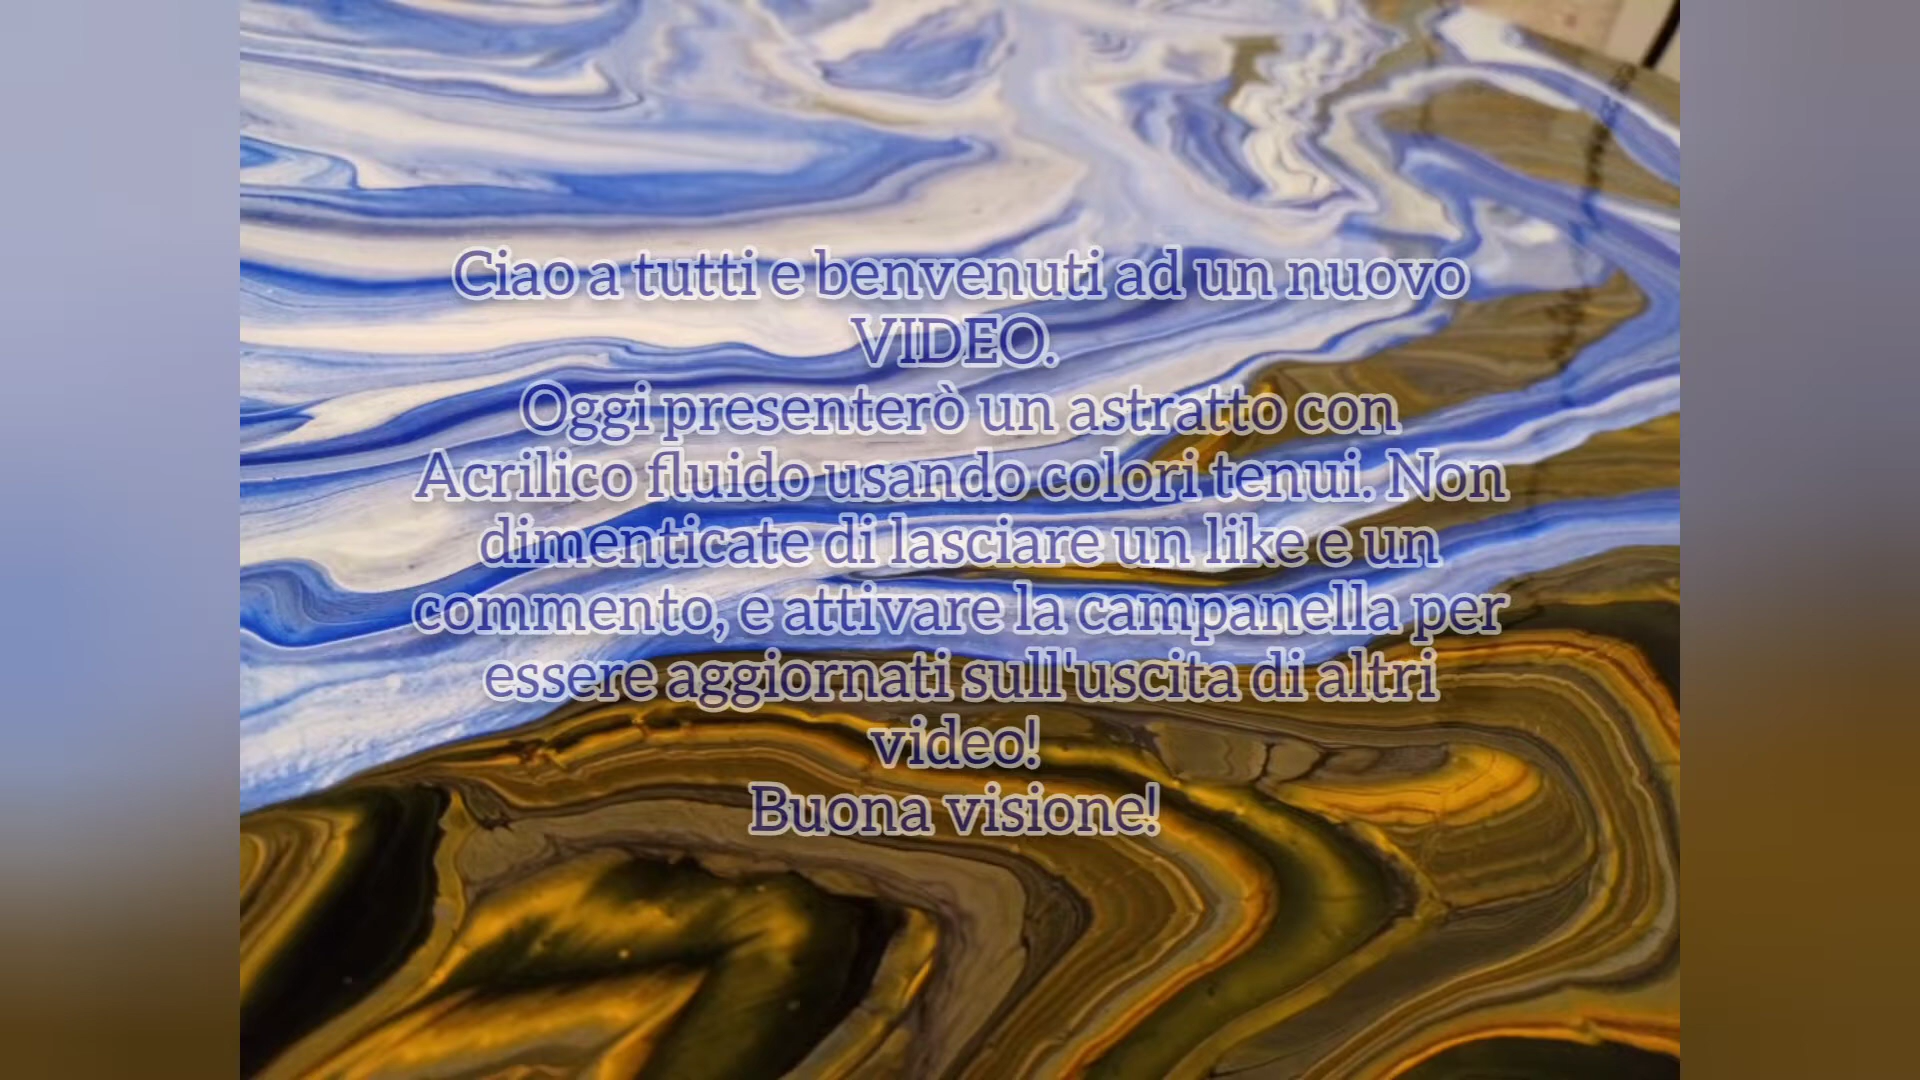 Ciao a tutti e benvenuti ad un nuovo
VIDEO.
Oggi presenterò un astratto con
Acrilico fluido usando colori tenui. Non
dimenticate di lasciare un like e un
commento, e attivare la campanella per
essere aggiornati sull'uscita di altri
video!
Buona visione!